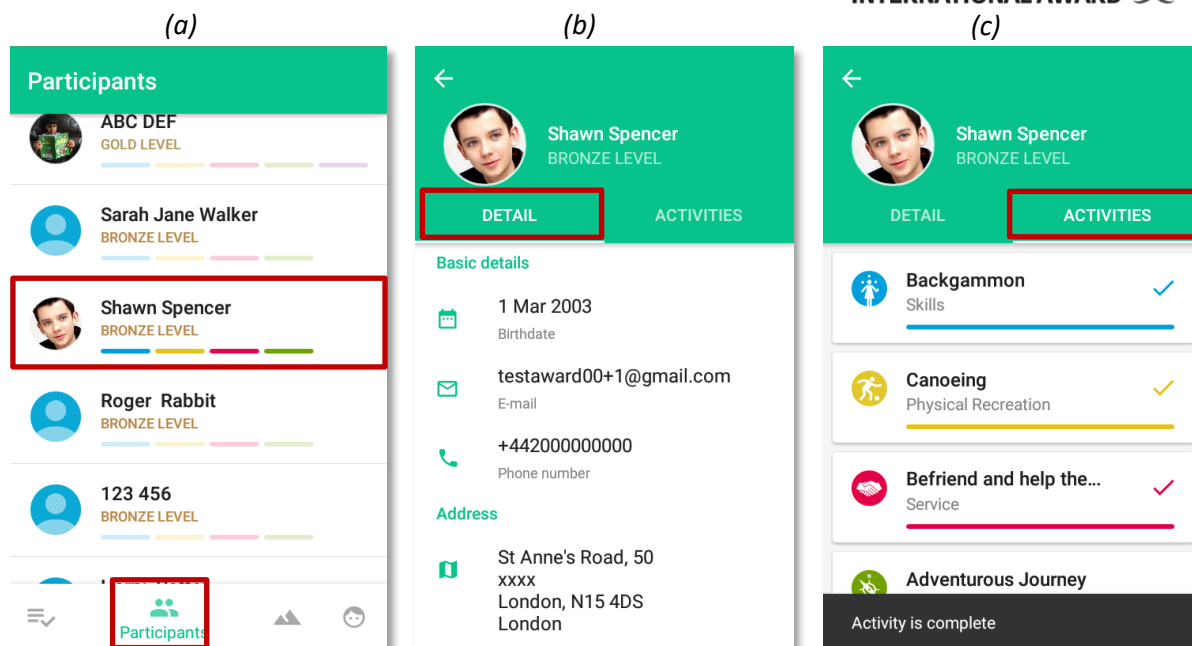 INTERNATIONAL AWARD
(a)
(b)
(c)
Participants
ABC DEF
GOLD LEVEL
Sarah Jane Walker
BRONZE LEVEL
Shawn Spencer
BRONZE LEVEL
Roger  Rabbit
BRONZE LEVEL
123 456
BRONZE LEVEL
Participants
Shawn Spencer
BRONZE LEVEL
DETAIL
ACTIVITIES
Basic details
1 Mar 2003
Birthdate
testaward00+1@gmail.com
E-mail
+442000000000
Phone number
Address
St Anne's Road, 50
xxxx
London, N15 4DS
London
Shawn Spencer
BRONZE LEVEL
DETAIL
ACTIVITIES
Backgammon
Skills
Canoeing
Physical Recreation
Befriend and help the...
Service
Adventurous Journey
Activity is complete